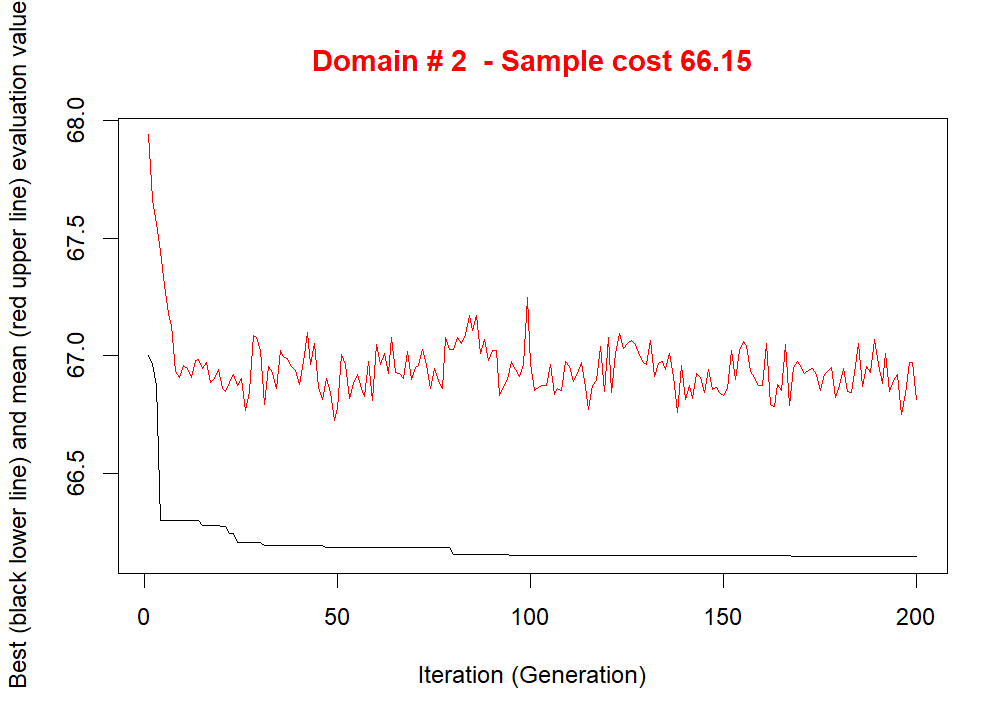 Domain # 2  - Sample cost 66.15
Best (black lower line) and mean (red upper line) evaluation value
68.0
67.5
67.0
66.5
0 50 100 150 200
Iteration (Generation)